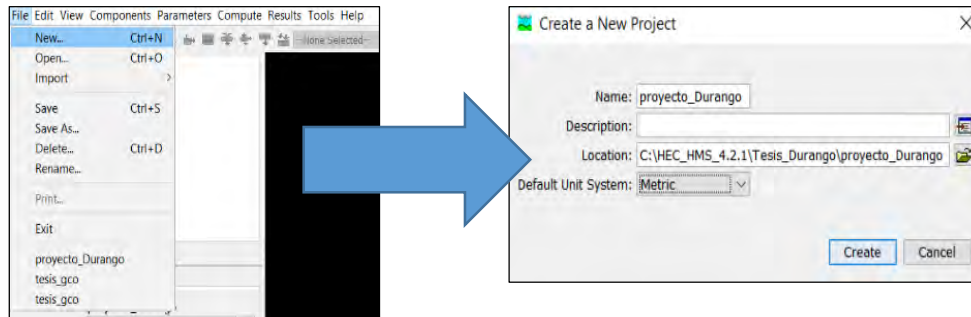 File Edit View Components Parameters Compute Results Tools Help
New... Ctrl+N
--None Selected--
Open... Ctrl+O
Import
Save Ctrl+S
Save As...
Delete... Ctrl+D
Rename...
Print...
Exit
proyecto_Durango
tesis_gco
tesis_gco
Create a New Project
Name: proyecto_Durango
Description:
Location: C:\HEC_HMS_4.2.1\Tesis_Durango\proyecto_Durango
Default Unit System: Metric
Create Cancel